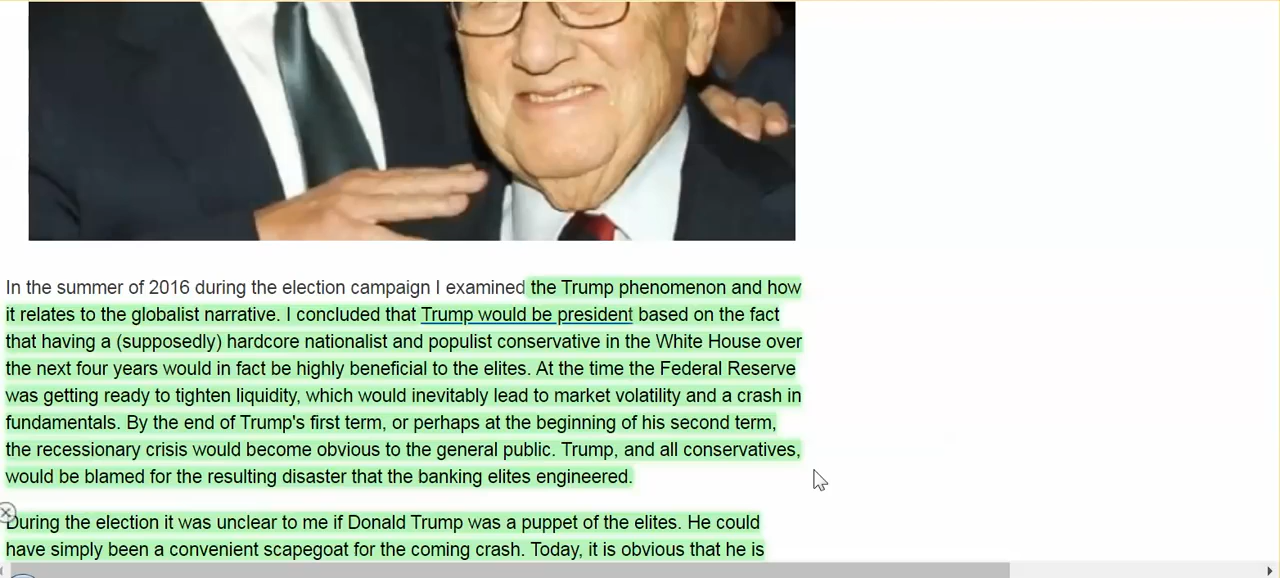 In the summer of 2016 during the election campaign I examined the Trump phenomenon and how
it relates to the globalist narrative. I concluded that Trump would be president based on the fact
that having a (supposedly) hardcore nationalist and populist conservative in the White House over
the next four years would in fact be highly beneficial to the elites. At the time the Federal Reserve
was getting ready to tighten liquidity, which would inevitably lead to market volatility and a crash in
fundamentals. By the end of Trump's first term, or perhaps at the beginning of his second term,
the recessionary crisis would become obvious to the general public. Trump, and all conservatives,
would be blamed for the resulting disaster that the banking elites engineered.
During the election it was unclear to me if Donald Trump was a puppet of the elites. He could
have simply been a convenient scapegoat for the coming crash. Today, it is obvious that he is